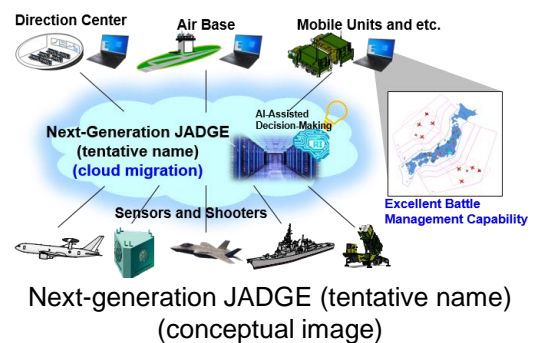 Direction Center
Air Base
Mobile Units and etc.
AI-Assisted
Decision-Making
Next-Generation JADGE
(tentative name)
(cloud migration)
Sensors and Shooters
Excellent Battle
Management Capability
Next-generation JADGE (tentative name)
(conceptual image)